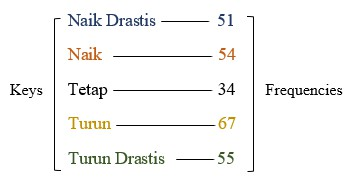 Naik Drastis 51
Naik 54
Keys Tetap 34 Frequencies
Turun 67
Turun Drastis 55